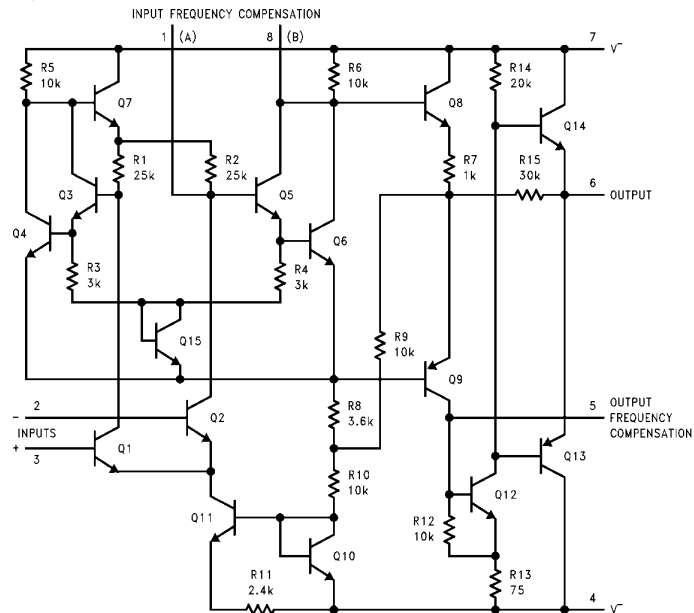 INPUT FREQUENCY COMPENSATION
1 (A)
8 (B)
7 V⁻
R5
10k
Q7
R6
10k
Q8
R14
20k
Q14
R1
25k
R2
25k
R7
1k
R15
30k
Q3
Q5
6 OUTPUT
Q4
Q6
R3
3k
R4
3k
Q15
R9
10k
Q9
2 −
Q2
R8
3.6k
5 OUTPUT
FREQUENCY
COMPENSATION
INPUTS
+
3
Q1
Q13
R10
10k
Q12
Q11
R12
10k
Q10
R11
2.4k
R13
75
4 V⁻